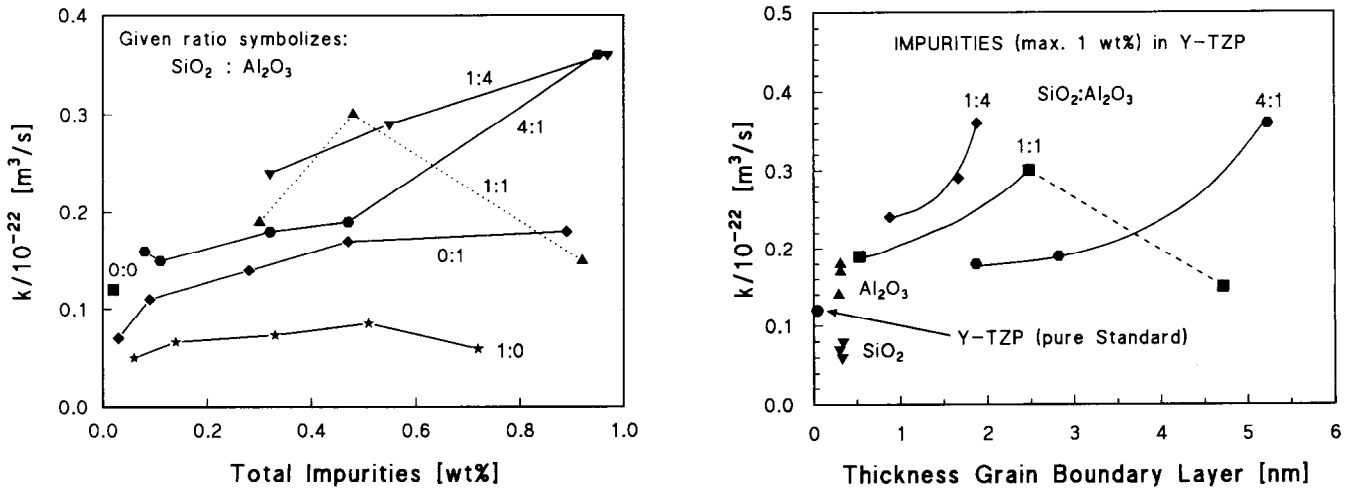 0.4
0.3
0.2
0.1
0.0
k/10⁻²² [m³/s]
Given ratio symbolizes:
SiO₂ : Al₂O₃
1:4
4:1
1:1
0:0
0:1
1:0
0.0 0.2 0.4 0.6 0.8 1.0
Total Impurities [wt%]
0.5
0.4
0.3
0.2
0.1
0.0
k/10⁻²² [m³/s]
IMPURITIES (max. 1 wt%) in Y-TZP
SiO₂:Al₂O₃
1:4
4:1
1:1
Al₂O₃
Y-TZP (pure Standard)
SiO₂
0 1 2 3 4 5 6
Thickness Grain Boundary Layer [nm]